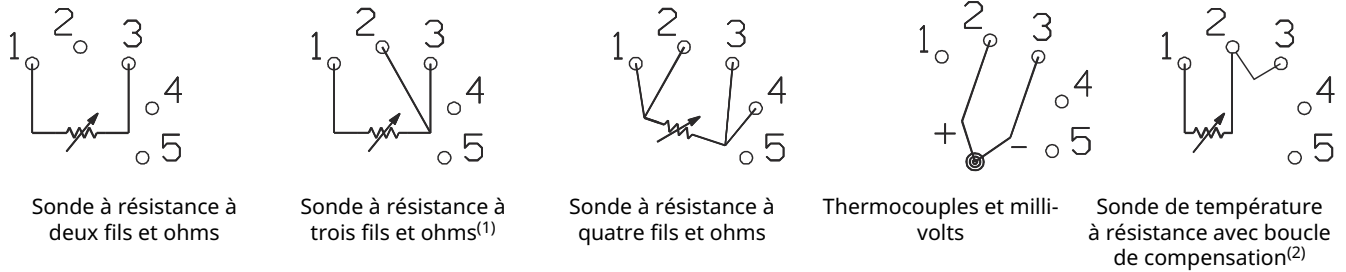 1 2 3 4 5
1 2 3 4 5
1 2 3 4 5
1 2 3 4 5 + -
1 2 3 4 5
Sonde à résistance à
deux fils et ohms
Sonde à résistance à
trois fils et ohms(1)
Sonde à résistance à
quatre fils et ohms
Thermocouples et milli-
volts
Sonde de température
à résistance avec boucle
de compensation(2)